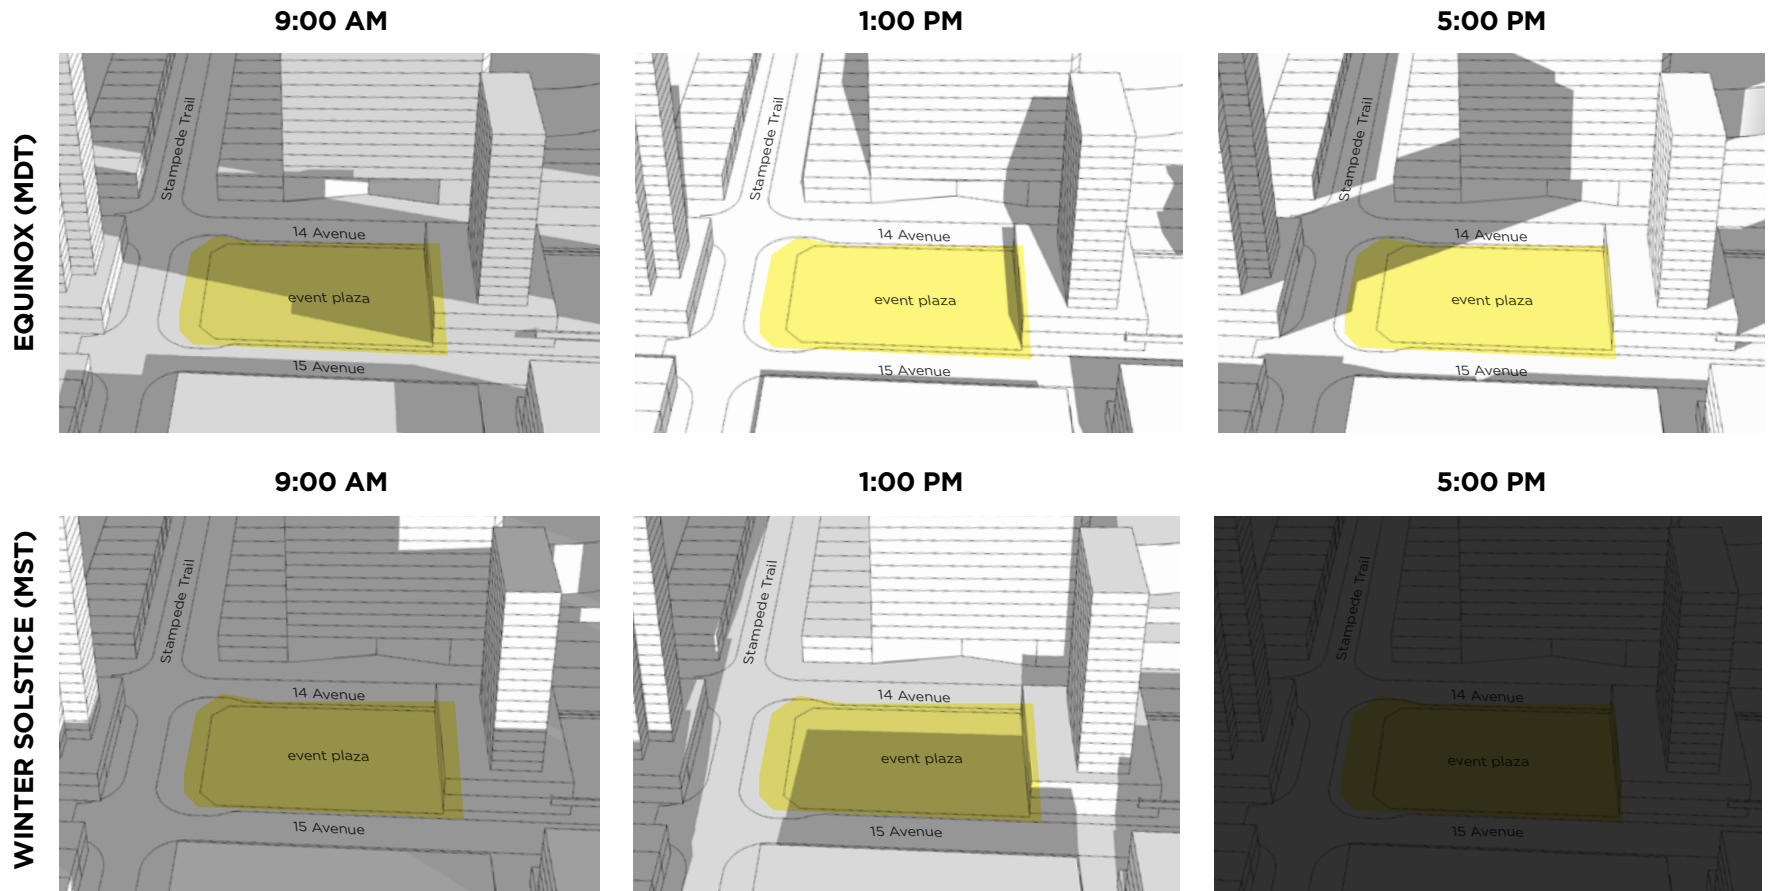 9:00 AM
1:00 PM
5:00 PM
EQUINOX (MDT)
Stampede Trail
14 Avenue
event plaza
15 Avenue
Stampede Trail
14 Avenue
event plaza
15 Avenue
Stampede Trail
14 Avenue
event plaza
15 Avenue
9:00 AM
1:00 PM
5:00 PM
WINTER SOLSTICE (MST)
Stampede Trail
14 Avenue
event plaza
15 Avenue
Stampede Trail
14 Avenue
event plaza
15 Avenue
Stampede Trail
14 Avenue
event plaza
15 Avenue